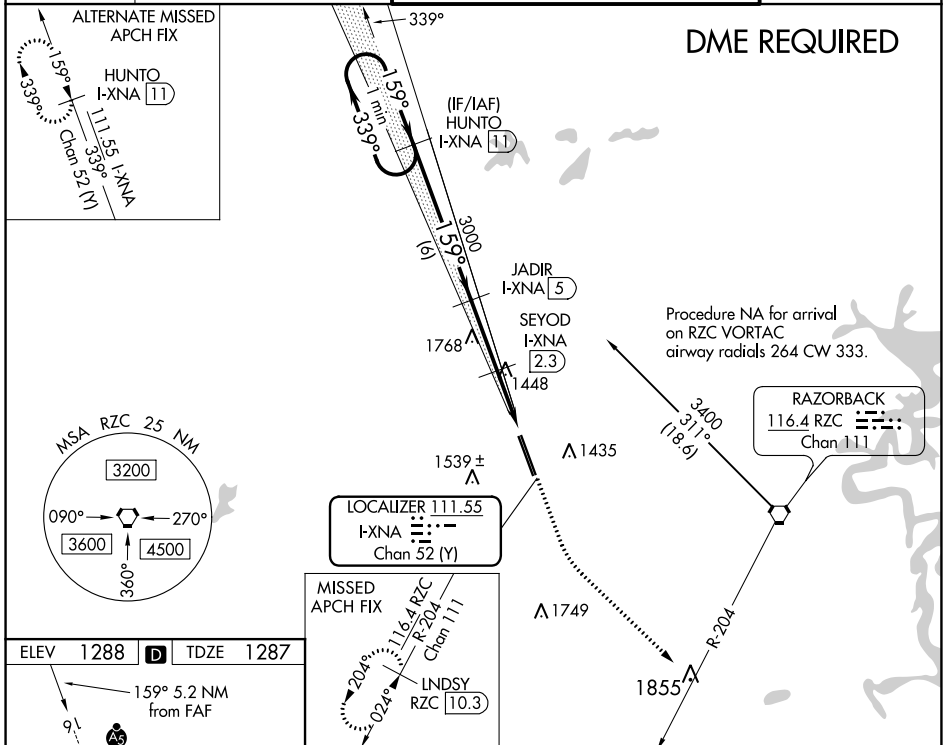 ALTERNATE MISSED
APCH FIX
159°
339°
HUNTO
I-XNA 11
111.55 I-XNA
339°
Chan 52 (Y)
339°
DME REQUIRED
159°
1 min
339°
(IF/IAF)
HUNTO
I-XNA 11
3000
159°
(6)
JADIR
I-XNA 5
SEYOD
I-XNA
2.3
1768
1448
Procedure NA for arrival
on RZC VORTAC
airway radials 264 CW 333.
3400
311°
(18.6)
RAZORBACK
116.4 RZC
Chan 111
MSA RZC 25 NM
3200
090°
270°
3600
4500
360°
1539 ±
1435
LOCALIZER 111.55
I-XNA
Chan 52 (Y)
MISSED
APCH FIX
116.4 RZC
R-204
Chan 111
204°
024°
LNDSY
RZC 10.3
1749
R-204
1855
ELEV 1288 D TDZE 1287
159° 5.2 NM
from FAF
16
A5